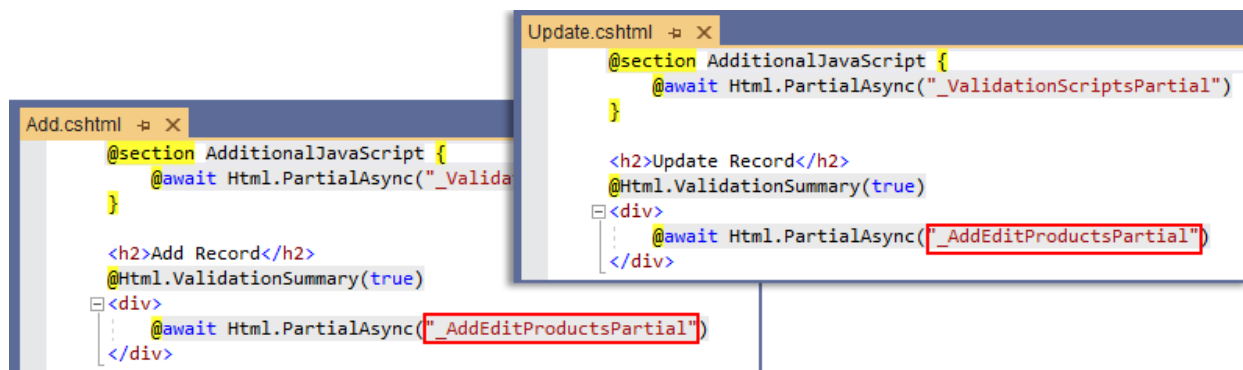 Update.cshtml
@section AdditionalJavaScript {
@await Html.PartialAsync("_ValidationScriptsPartial")
}
<h2>Update Record</h2>
@Html.ValidationSummary(true)
<div>
@await Html.PartialAsync("_AddEditProductsPartial")
</div>
Add.cshtml
@section AdditionalJavaScript {
@await Html.PartialAsync("_Valida
}
<h2>Add Record</h2>
@Html.ValidationSummary(true)
<div>
@await Html.PartialAsync("_AddEditProductsPartial")
</div>